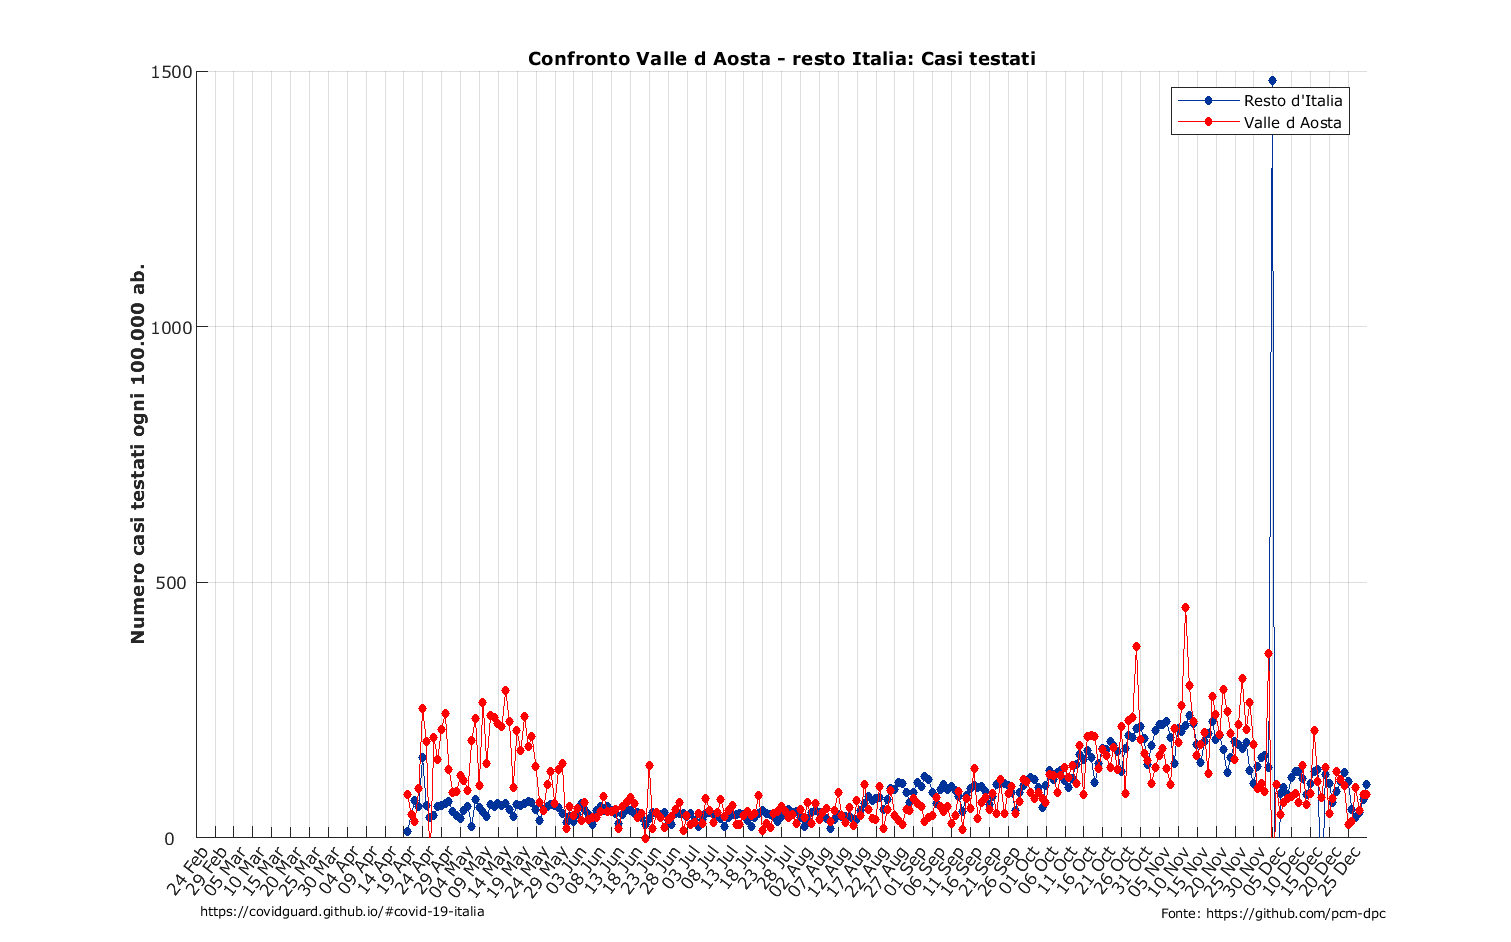 Confronto Valle d Aosta - resto Italia: Casi testati
1500
1000
500
0
Numero casi testati ogni 100.000 ab.
Resto d'Italia
Valle d Aosta
24 Feb
29 Feb
05 Mar
10 Mar
15 Mar
20 Mar
25 Mar
30 Mar
04 Apr
09 Apr
14 Apr
19 Apr
24 Apr
29 Apr
04 May
09 May
14 May
19 May
24 May
29 May
03 Jun
08 Jun
13 Jun
18 Jun
23 Jun
28 Jun
03 Jul
08 Jul
13 Jul
18 Jul
23 Jul
28 Jul
02 Aug
07 Aug
12 Aug
17 Aug
22 Aug
27 Aug
01 Sep
06 Sep
11 Sep
16 Sep
21 Sep
26 Sep
01 Oct
06 Oct
11 Oct
16 Oct
21 Oct
26 Oct
31 Oct
05 Nov
10 Nov
15 Nov
20 Nov
25 Nov
30 Nov
05 Dec
10 Dec
15 Dec
20 Dec
25 Dec
https://covidguard.github.io/#covid-19-italia
Fonte: https://github.com/pcm-dpc